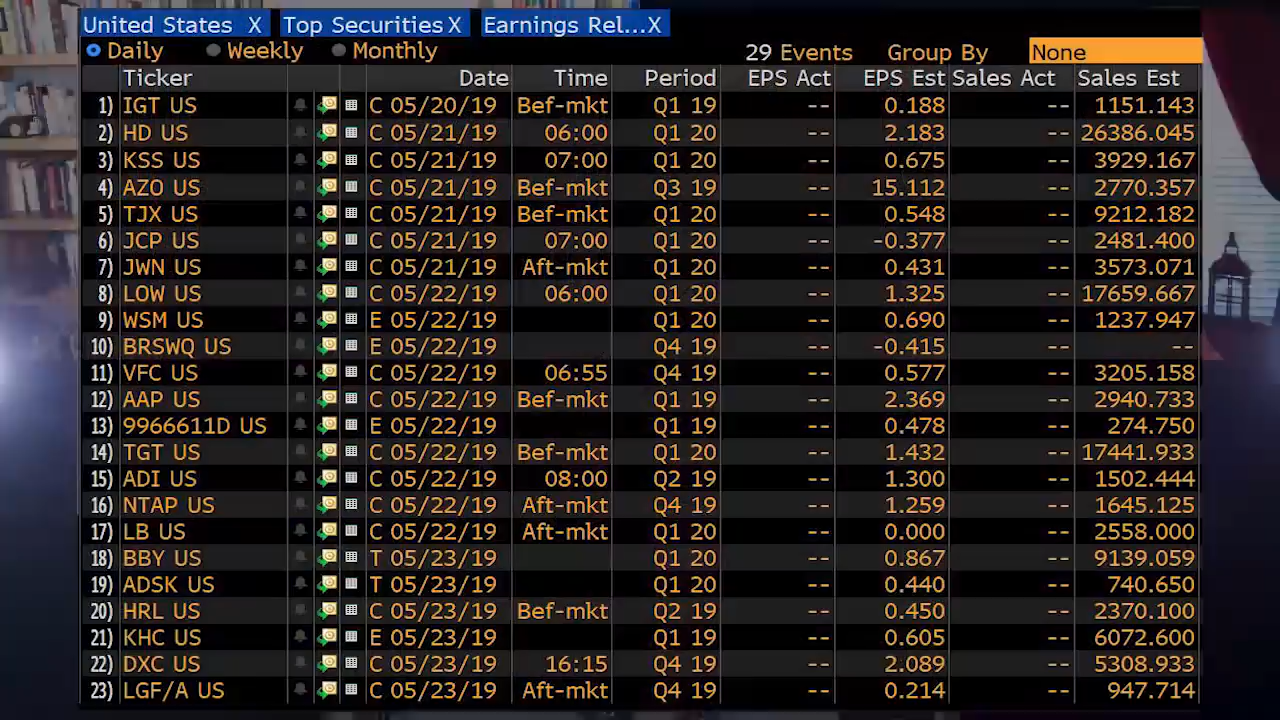 United States X Top Securities X Earnings Rel... X
Daily Weekly Monthly 29 Events Group By None
Ticker Date Time Period EPS Act EPS Est Sales Act Sales Est
1) IGT US C 05/20/19 Bef-mkt Q1 19 -- 0.188 -- 1151.143
2) HD US C 05/21/19 06:00 Q1 20 -- 2.183 -- 26386.045
3) KSS US C 05/21/19 07:00 Q1 20 -- 0.675 -- 3929.167
4) AZO US C 05/21/19 Bef-mkt Q3 19 -- 15.112 -- 2770.357
5) TJX US C 05/21/19 Bef-mkt Q1 20 -- 0.548 -- 9212.182
6) JCP US C 05/21/19 07:00 Q1 20 -- -0.377 -- 2481.400
7) JWN US C 05/21/19 Aft-mkt Q1 20 -- 0.431 -- 3573.071
8) LOW US C 05/22/19 06:00 Q1 20 -- 1.325 -- 17659.667
9) WSM US E 05/22/19 Q1 20 -- 0.690 -- 1237.947
10) BRSWQ US E 05/22/19 Q4 19 -- -0.415 -- --
11) VFC US C 05/22/19 06:55 Q4 19 -- 0.577 -- 3205.158
12) AAP US C 05/22/19 Bef-mkt Q1 19 -- 2.369 -- 2940.733
13) 9966611D US E 05/22/19 Q1 19 -- 0.478 -- 274.750
14) TGT US C 05/22/19 Bef-mkt Q1 20 -- 1.432 -- 17441.933
15) ADI US C 05/22/19 08:00 Q2 19 -- 1.300 -- 1502.444
16) NTAP US C 05/22/19 Aft-mkt Q4 19 -- 1.259 -- 1645.125
17) LB US C 05/22/19 Aft-mkt Q1 20 -- 0.000 -- 2558.000
18) BBY US T 05/23/19 Q1 20 -- 0.867 -- 9139.059
19) ADSK US T 05/23/19 Q1 20 -- 0.440 -- 740.650
20) HRL US C 05/23/19 Bef-mkt Q2 19 -- 0.450 -- 2370.100
21) KHC US E 05/23/19 Q1 19 -- 0.605 -- 6072.600
22) DXC US C 05/23/19 16:15 Q4 19 -- 2.089 -- 5308.933
23) LGF/A US C 05/23/19 Aft-mkt Q4 19 -- 0.214 -- 947.714